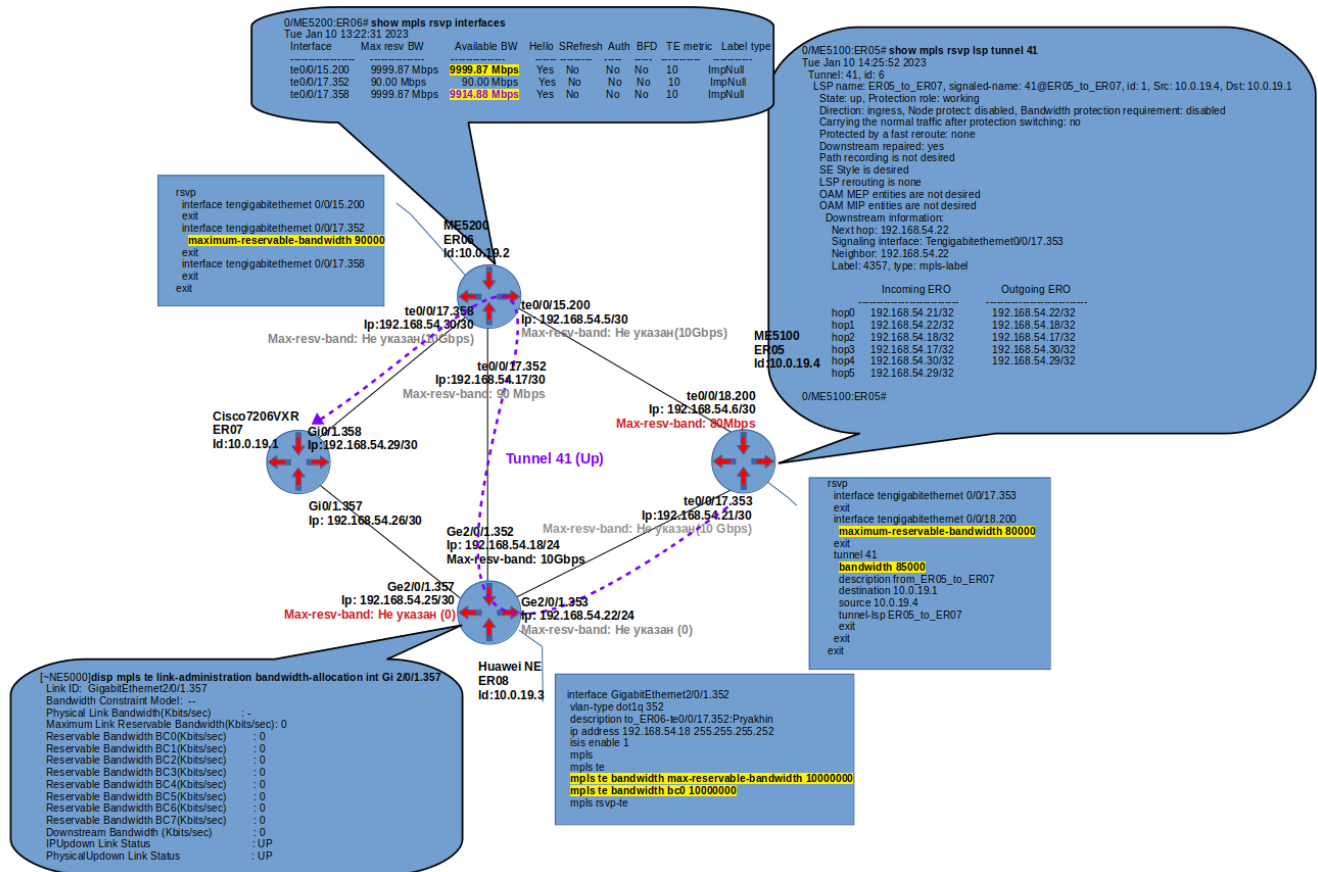 0/ME5200:ER06# show mpls rsvp interfaces
Tue Jan 10 13:22:31 2023
Interface Max resv BW Available BW Hello SRefresh Auth BFD TE metric Label type
te0/0/15.200 9999.87 Mbps 9999.87 Mbps Yes No No No 10 ImpNull
te0/0/17.352 90.00 Mbps 90.00 Mbps Yes No No No 10 ImpNull
te0/0/17.358 9999.87 Mbps 9914.88 Mbps Yes No No No 10 ImpNull
0/ME5100:ER05# show mpls rsvp lsp tunnel 41
Tue Jan 10 14:25:52 2023
Tunnel: 41, id: 6
LSP name: ER05_to_ER07, signaled-name: 41@ER05_to_ER07, id: 1, Src: 10.0.19.4, Dst: 10.0.19.1
State: up, Protection role: working
Direction: ingress, Node protect: disabled, Bandwidth protection requirement: disabled
Carrying the normal traffic after protection switching: no
Protected by a fast reroute: none
Downstream repaired: yes
Path recording is not desired
SE Style is desired
LSP rerouting is none
OAM MEP entities are not desired
OAM MIP entities are not desired
Downstream information:
Next hop: 192.168.54.22
Signaling interface: Tengigabitethernet0/0/17.353
Neighbor: 192.168.54.22
Label: 4357, type: mpls-label
Incoming ERO Outgoing ERO
hop0 192.168.54.21/32 192.168.54.22/32
hop1 192.168.54.22/32 192.168.54.18/32
hop2 192.168.54.18/32 192.168.54.17/32
hop3 192.168.54.17/32 192.168.54.30/32
hop4 192.168.54.30/32 192.168.54.29/32
hop5 192.168.54.29/32
0/ME5100:ER05#
rsvp
interface tengigabitethernet 0/0/15.200
exit
interface tengigabitethernet 0/0/17.352
maximum-reservable-bandwidth 90000
exit
interface tengigabitethernet 0/0/17.358
exit
exit
ME5200
ER06
Id:10.0.19.2
te0/0/17.358
Ip:192.168.54.30/30
Max-resv-band: Не указан(10Gbps)
te0/0/15.200
Ip: 192.168.54.5/30
Max-resv-band: Не указан(10Gbps)
ME5100
ER05
Id:10.0.19.4
te0/0/17.352
Ip:192.168.54.17/30
Max-resv-band: 90 Mbps
te0/0/18.200
Ip: 192.168.54.6/30
Max-resv-band: 80Mbps
Cisco7206VXR
ER07
Id:10.0.19.1
Gi0/1.358
Ip:192.168.54.29/30
Tunnel 41 (Up)
Gi0/1.357
Ip: 192.168.54.26/30
te0/0/17.353
Ip:192.168.54.21/30
Max-resv-band: Не указан(10 Gbps)
Ge2/0/1.352
Ip: 192.168.54.18/24
Max-resv-band: 10Gbps
rsvp
interface tengigabitethernet 0/0/17.353
exit
interface tengigabitethernet 0/0/18.200
maximum-reservable-bandwidth 80000
exit
tunnel 41
bandwidth 85000
description from_ER05_to_ER07
destination 10.0.19.1
source 10.0.19.4
tunnel-lsp ER05_to_ER07
exit
exit
exit
Ge2/0/1.357
Ip: 192.168.54.25/30
Max-resv-band: Не указан (0)
Ge2/0/1.353
Ip: 192.168.54.22/24
Max-resv-band: Не указан (0)
Huawei NE
ER08
Id:10.0.19.3
[~NE5000]disp mpls te link-administration bandwidth-allocation int Gi 2/0/1.357
Link ID: GigabitEthernet2/0/1.357
Bandwidth Constraint Model: --
Physical Link Bandwidth(Kbits/sec) : -
Maximum Link Reservable Bandwidth(Kbits/sec): 0
Reservable Bandwidth BC0(Kbits/sec) : 0
Reservable Bandwidth BC1(Kbits/sec) : 0
Reservable Bandwidth BC2(Kbits/sec) : 0
Reservable Bandwidth BC3(Kbits/sec) : 0
Reservable Bandwidth BC4(Kbits/sec) : 0
Reservable Bandwidth BC5(Kbits/sec) : 0
Reservable Bandwidth BC6(Kbits/sec) : 0
Reservable Bandwidth BC7(Kbits/sec) : 0
Downstream Bandwidth (Kbits/sec) : 0
IPUpdown Link Status : UP
PhysicalUpdown Link Status : UP
interface GigabitEthernet2/0/1.352
vlan-type dot1q 352
description to_ER06-te0/0/17.352:Pryakhin
ip address 192.168.54.18 255.255.255.252
isis enable 1
mpls
mpls te
mpls te bandwidth max-reservable-bandwidth 10000000
mpls te bandwidth bc0 10000000
mpls rsvp-te